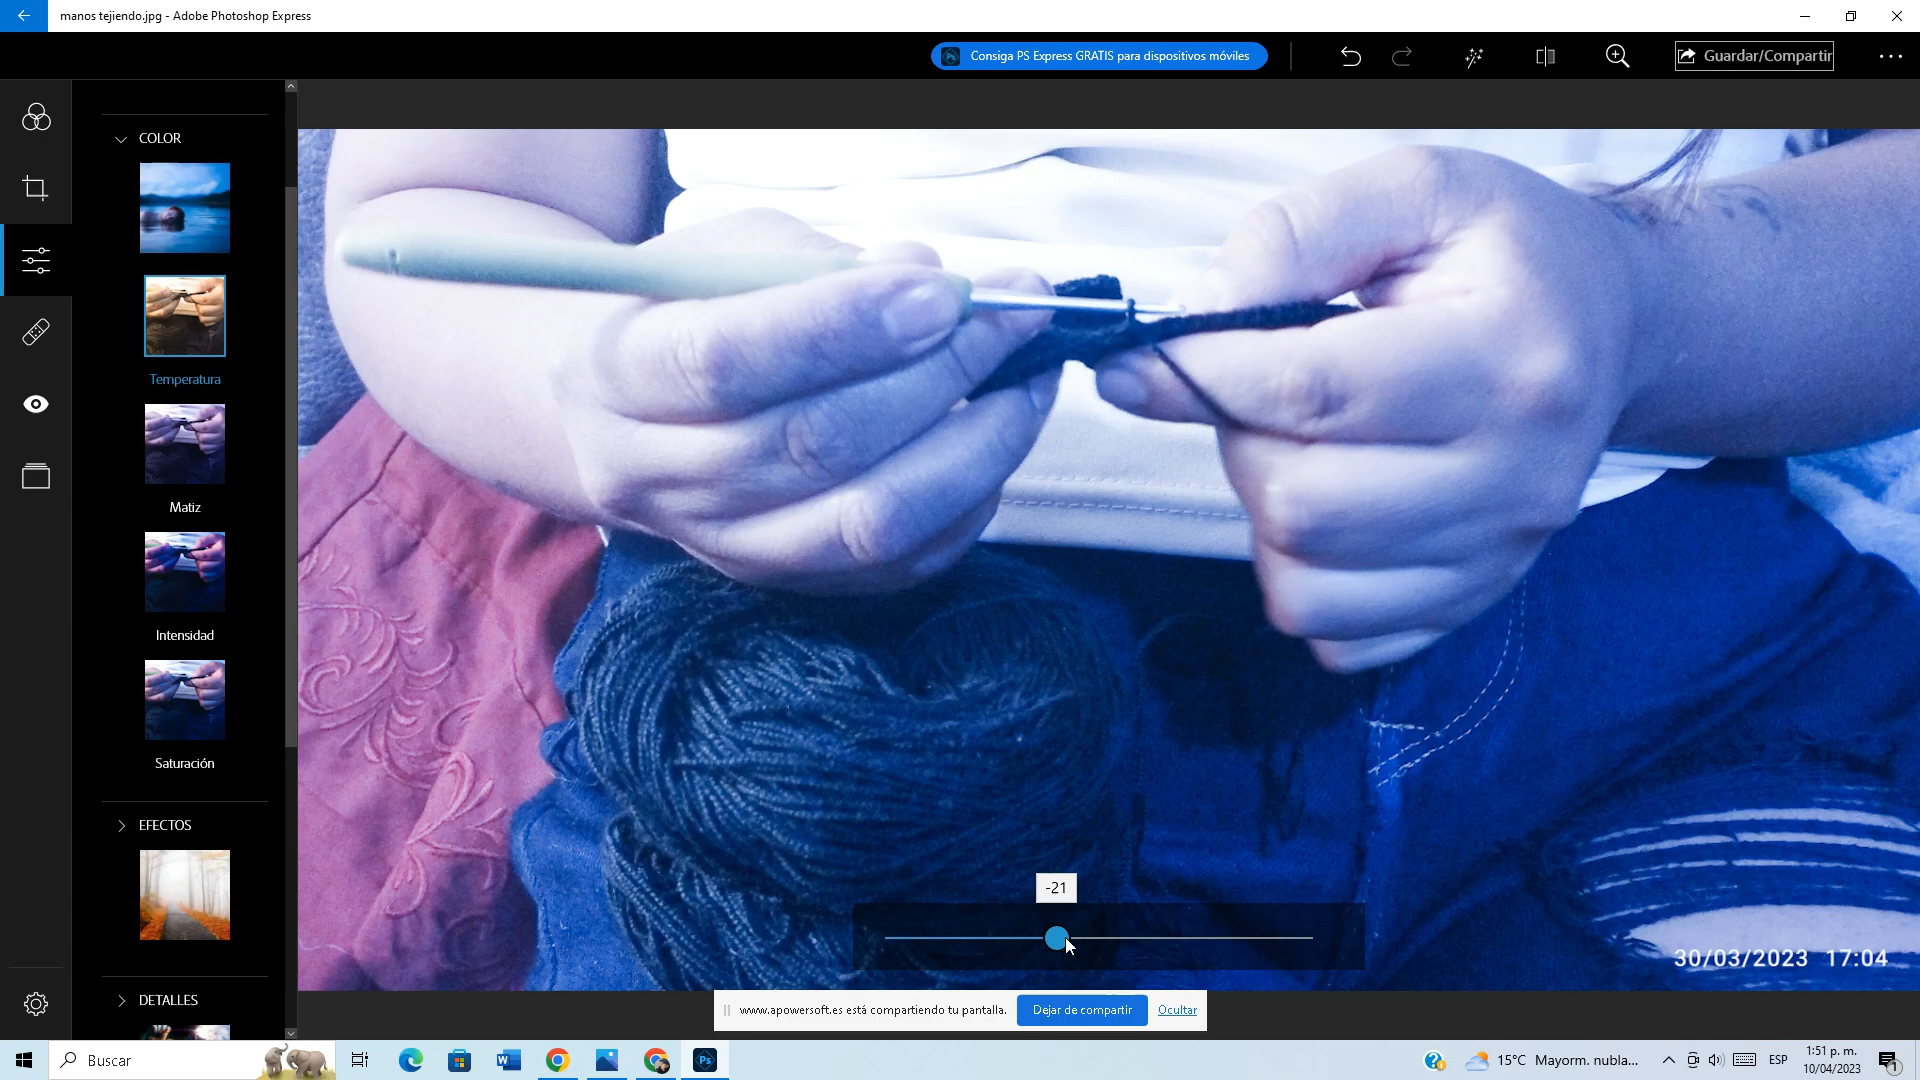 manos tejiendo.jpg - Adobe Photoshop Express
Consiga PS Express GRATIS para dispositivos móviles
Guardar/Compartir
COLOR
Temperatura
Matiz
Intensidad
Saturación
EFECTOS
DETALLES
-21
30/03/2023 17:04
www.apowersoft.es está compartiendo tu pantalla.
Dejar de compartir
Ocultar
Buscar
15°C Mayorm. nubla...
ESP
1:51 p. m.
10/04/2023
1